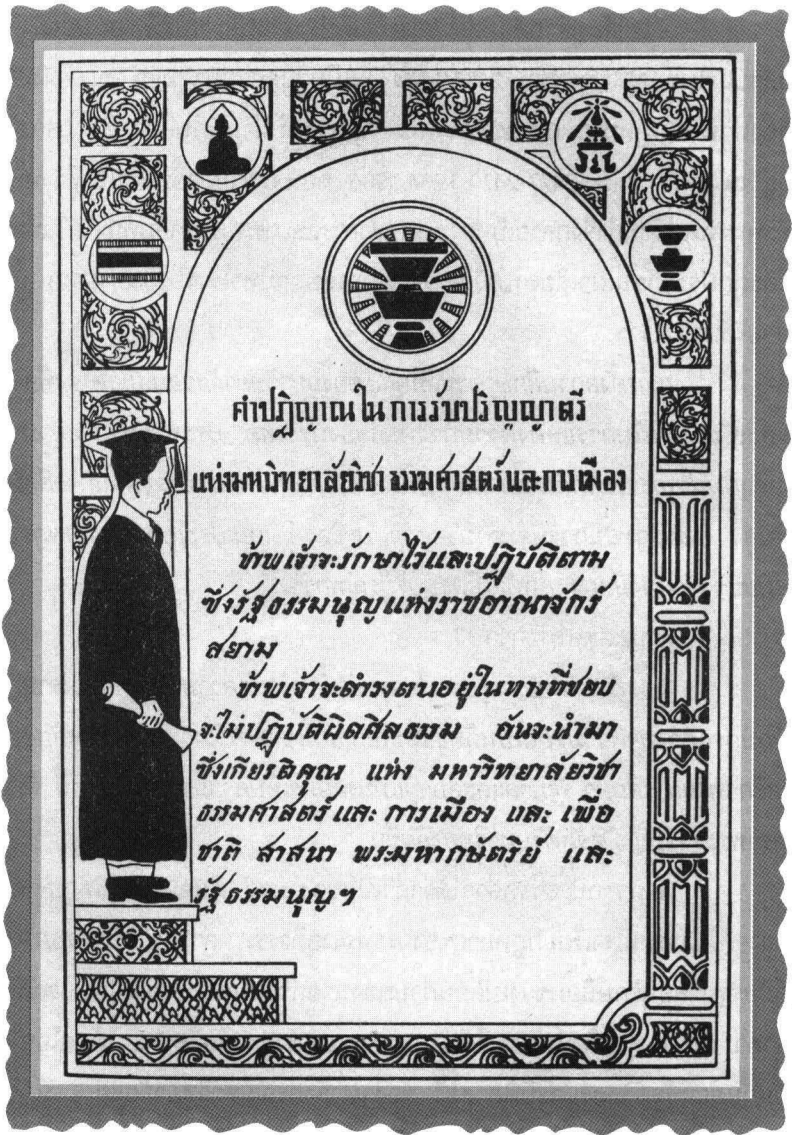 คำปฏิญาณในการรับปริญญาตรี
แห่งมหาวิทยาลัยวิชาธรรมศาสตร์และการเมือง
ข้าพเจ้าจะรักษาไว้และปฏิบัติตาม
ซึ่งรัฐธรรมนูญแห่งราชอาณาจักร์
สยาม
ข้าพเจ้าจะดำรงตนอยู่ในทางที่ชอบ
จะไม่ปฏิบัติผิดศีลธรรม อันจะนำมา
ซึ่งเกียรติคุณ แห่ง มหาวิทยาลัยวิชา
ธรรมศาสตร์และ การเมือง และ เพื่อ
ชาติ สาสนา พระมหากษัตริย์ และ
รัฐธรรมนูญฯ